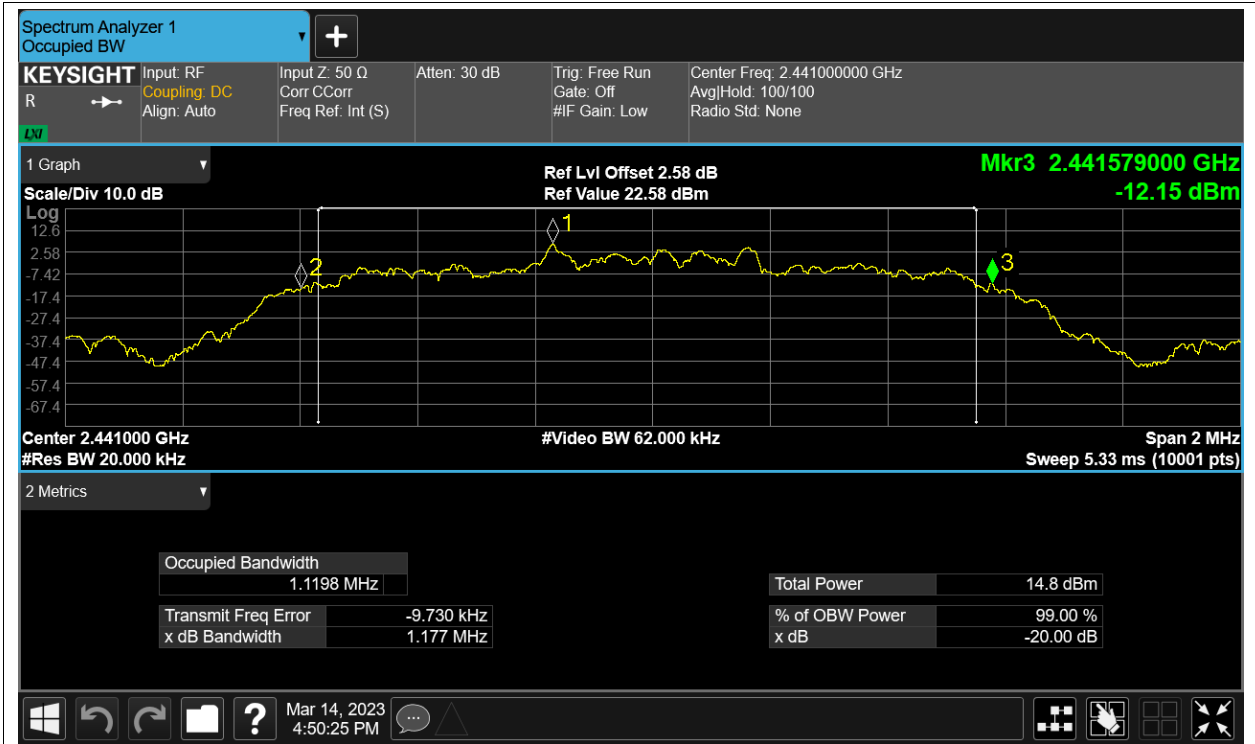 Spectrum Analyzer 1
Occupied BW
KEYSIGHT
R
LXI
Input: RF
Coupling: DC
Align: Auto
Input Z: 50 Ω
Corr CCorr
Freq Ref: Int (S)
Atten: 30 dB
Trig: Free Run
Gate: Off
#IF Gain: Low
Center Freq: 2.441000000 GHz
Avg|Hold: 100/100
Radio Std: None
1 Graph
Scale/Div 10.0 dB
Ref Lvl Offset 2.58 dB
Ref Value 22.58 dBm
Mkr3 2.441579000 GHz
-12.15 dBm
Log
12.6
2.58
-7.42
-17.4
-27.4
-37.4
-47.4
-57.4
-67.4
1
2
3
Center 2.441000 GHz
#Video BW 62.000 kHz
Span 2 MHz
#Res BW 20.000 kHz
Sweep 5.33 ms (10001 pts)
2 Metrics
Occupied Bandwidth
1.1198 MHz
Total Power 14.8 dBm
Transmit Freq Error -9.730 kHz
% of OBW Power 99.00 %
x dB Bandwidth 1.177 MHz
x dB -20.00 dB
?
Mar 14, 2023
4:50:25 PM